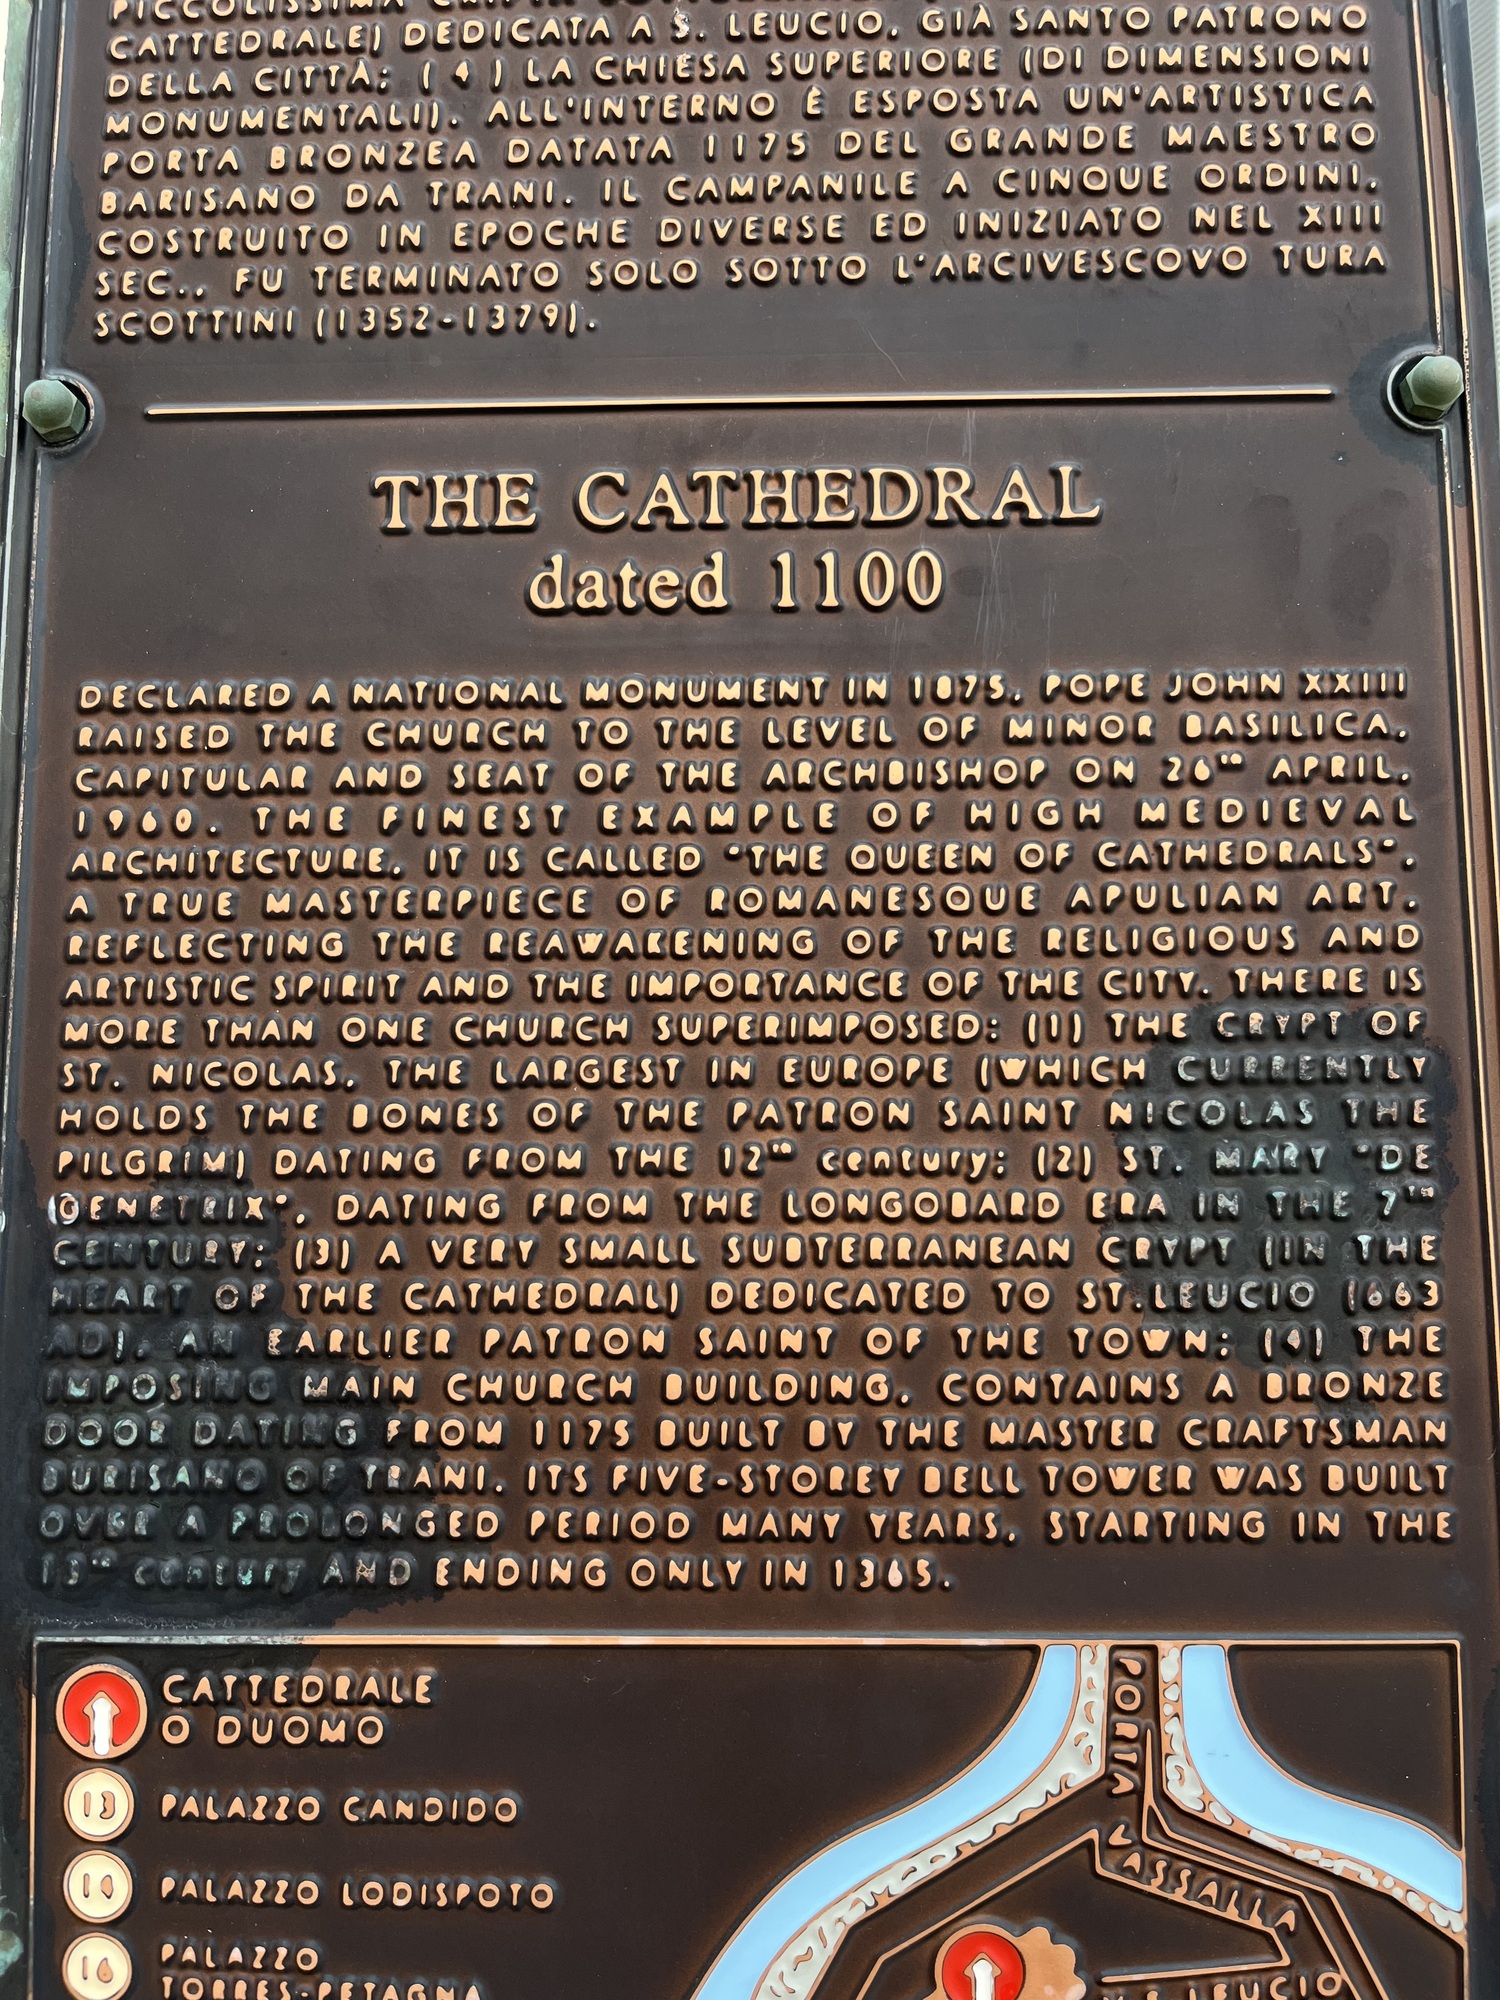 PICCOLISSIMA CRIPTA
CATTEDRALE) DEDICATA A S. LEUCIO, GIÀ SANTO PATRONO
DELLA CITTÀ; (4) LA CHIESA SUPERIORE (DI DIMENSIONI
MONUMENTALI). ALL'INTERNO È ESPOSTA UN'ARTISTICA
PORTA BRONZEA DATATA 1175 DEL GRANDE MAESTRO
BARISANO DA TRANI. IL CAMPANILE A CINQUE ORDINI,
COSTRUITO IN EPOCHE DIVERSE ED INIZIATO NEL XIII
SEC., FU TERMINATO SOLO SOTTO L'ARCIVESCOVO TURA
SCOTTINI (1352-1379).
THE CATHEDRAL
dated 1100
DECLARED A NATIONAL MONUMENT IN 1875, POPE JOHN XXIII
RAISED THE CHURCH TO THE LEVEL OF MINOR BASILICA,
CAPITULAR AND SEAT OF THE ARCHBISHOP ON 26TH APRIL,
1960. THE FINEST EXAMPLE OF HIGH MEDIEVAL
ARCHITECTURE, IT IS CALLED "THE QUEEN OF CATHEDRALS",
A TRUE MASTERPIECE OF ROMANESQUE APULIAN ART,
REFLECTING THE REAWAKENING OF THE RELIGIOUS AND
ARTISTIC SPIRIT AND THE IMPORTANCE OF THE CITY. THERE IS
MORE THAN ONE CHURCH SUPERIMPOSED: (1) THE CRYPT OF
ST. NICOLAS, THE LARGEST IN EUROPE (WHICH CURRENTLY
HOLDS THE BONES OF THE PATRON SAINT NICOLAS THE
PILGRIM) DATING FROM THE 12TH century; (2) ST. MARY "DE
GENETRIX", DATING FROM THE LONGOBARD ERA IN THE 7TH
CENTURY; (3) A VERY SMALL SUBTERRANEAN CRYPT (IN THE
HEART OF THE CATHEDRAL) DEDICATED TO ST.LEUCIO (663
AD), AN EARLIER PATRON SAINT OF THE TOWN; (4) THE
IMPOSING MAIN CHURCH BUILDING, CONTAINS A BRONZE
DOOR DATING FROM 1175 BUILT BY THE MASTER CRAFTSMAN
BURISANO OF TRANI. ITS FIVE-STOREY BELL TOWER WAS BUILT
OVER A PROLONGED PERIOD MANY YEARS, STARTING IN THE
13TH century AND ENDING ONLY IN 1365.
CATTEDRALE
O DUOMO
13 PALAZZO CANDIDO
14 PALAZZO LODISPOTO
16 PALAZZO
TORRES-PETAGNA
PORTA VASSALLA
LEUCIO